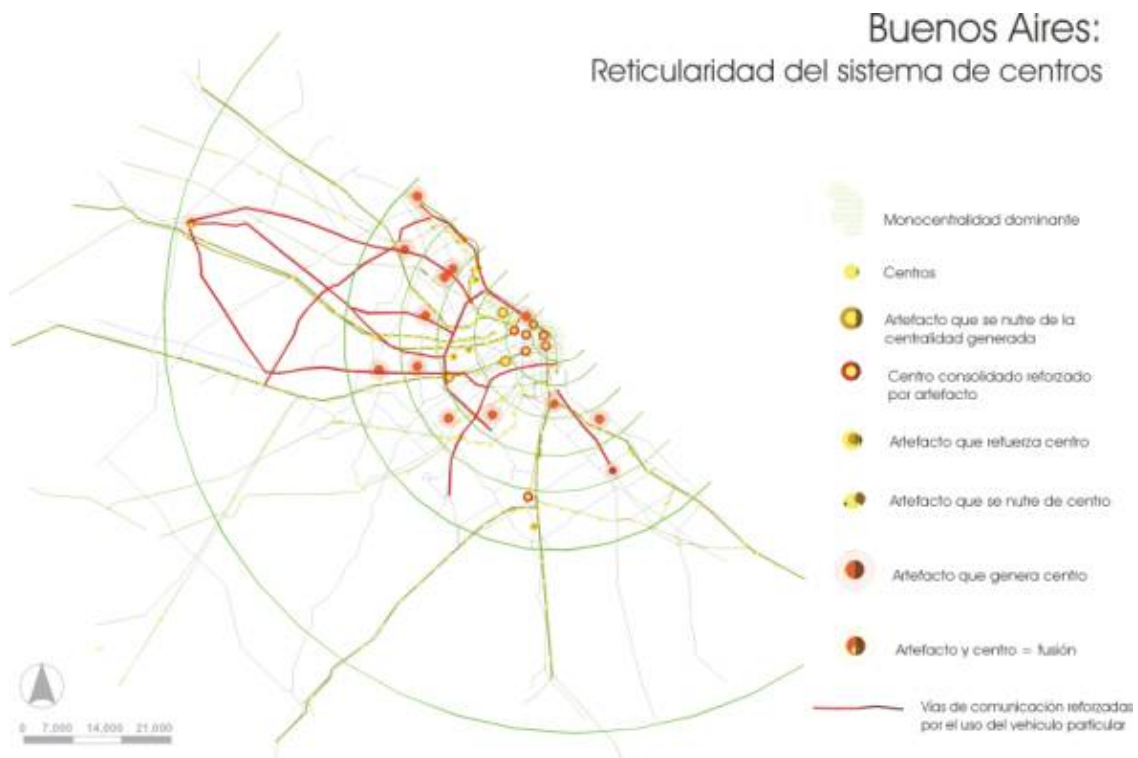 Buenos Aires:
Reticularidad del sistema de centros
Monocentralidad dominante
Centros
Artefacto que se nutre de la
centralidad generada
Centro consolidado reforzado
por artefacto
Artefacto que refuerza centro
Artefacto que se nutre de centro
Artefacto que genera centro
Artefacto y centro = fusión
Vías de comunicación reforzadas
por el uso del vehiculo particular
0 7,000 14,000 21,000